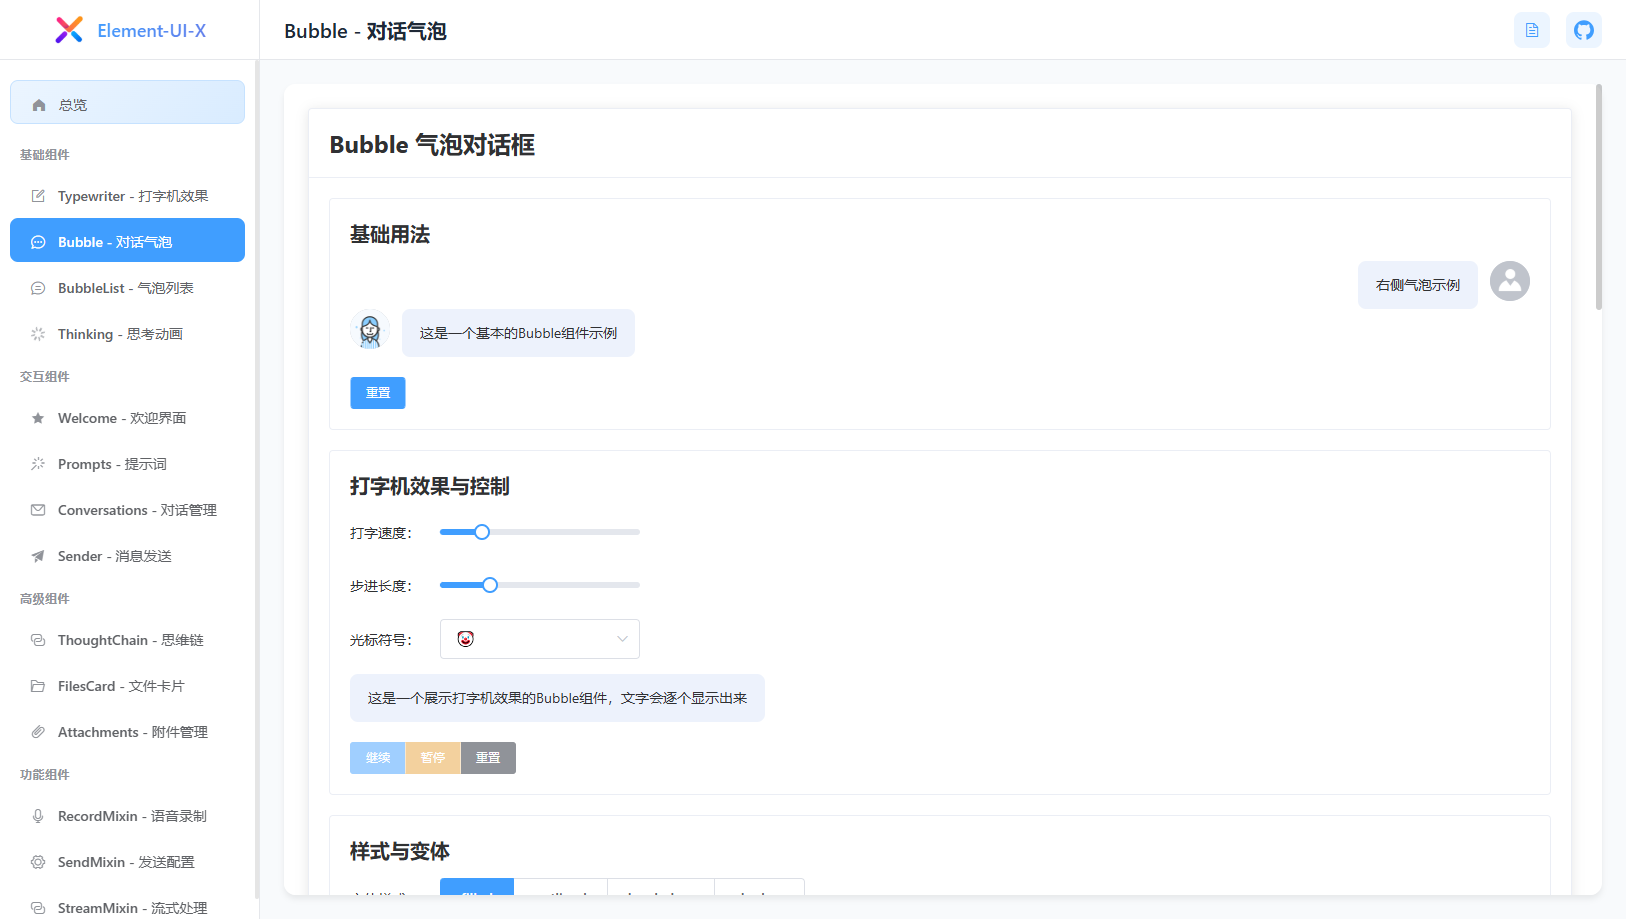 Element-UI-X
Bubble - 对话气泡
总览
基础组件
Typewriter - 打字机效果
Bubble - 对话气泡
BubbleList - 气泡列表
Thinking - 思考动画
交互组件
Welcome - 欢迎界面
Prompts - 提示词
Conversations - 对话管理
Sender - 消息发送
高级组件
ThoughtChain - 思维链
FilesCard - 文件卡片
Attachments - 附件管理
功能组件
RecordMixin - 语音录制
SendMixin - 发送配置
StreamMixin - 流式处理
Bubble 气泡对话框
基础用法
右侧气泡示例
这是一个基本的Bubble组件示例
重置
打字机效果与控制
打字速度：
步进长度：
光标符号：
这是一个展示打字机效果的Bubble组件，文字会逐个显示出来
继续 暂停 重置
样式与变体